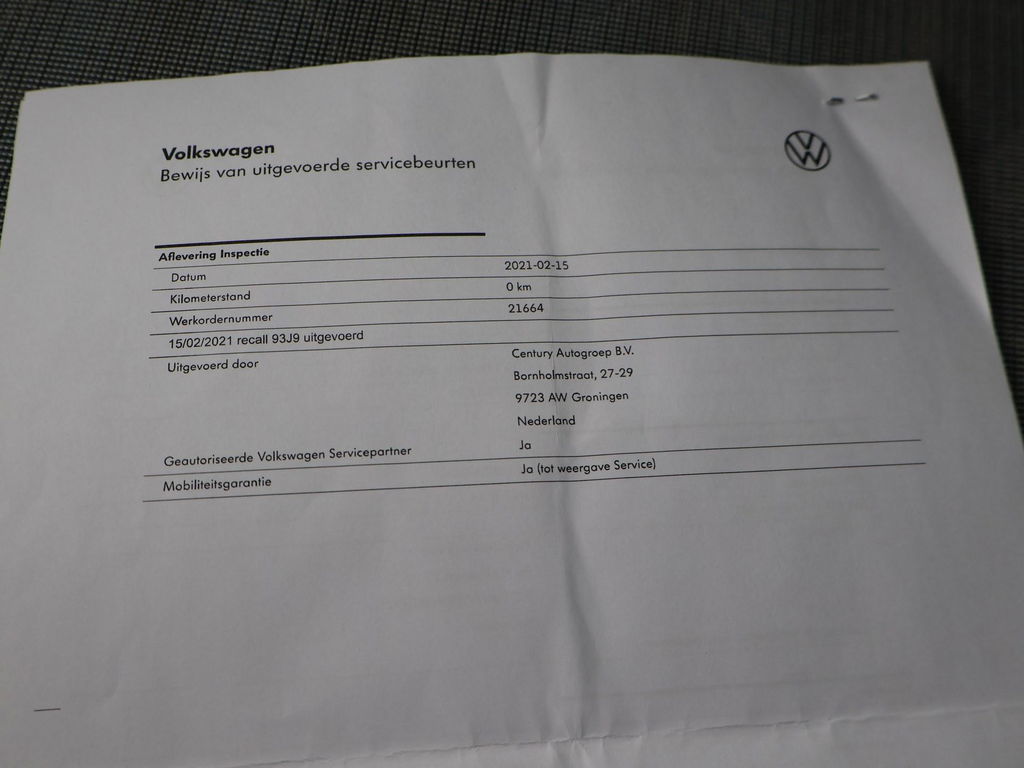 Volkswagen
Bewijs van uitgevoerde servicebeurten
Aflevering Inspectie
Datum 2021-02-15
Kilometerstand 0 km
Werkordernummer 21664
15/02/2021 recall 93J9 uitgevoerd
Uitgevoerd door Century Autogroep B.V.
Bornholmstraat, 27-29
9723 AW Groningen
Nederland
Geautoriseerde Volkswagen Servicepartner Ja
Mobiliteitsgarantie Ja (tot weergave Service)